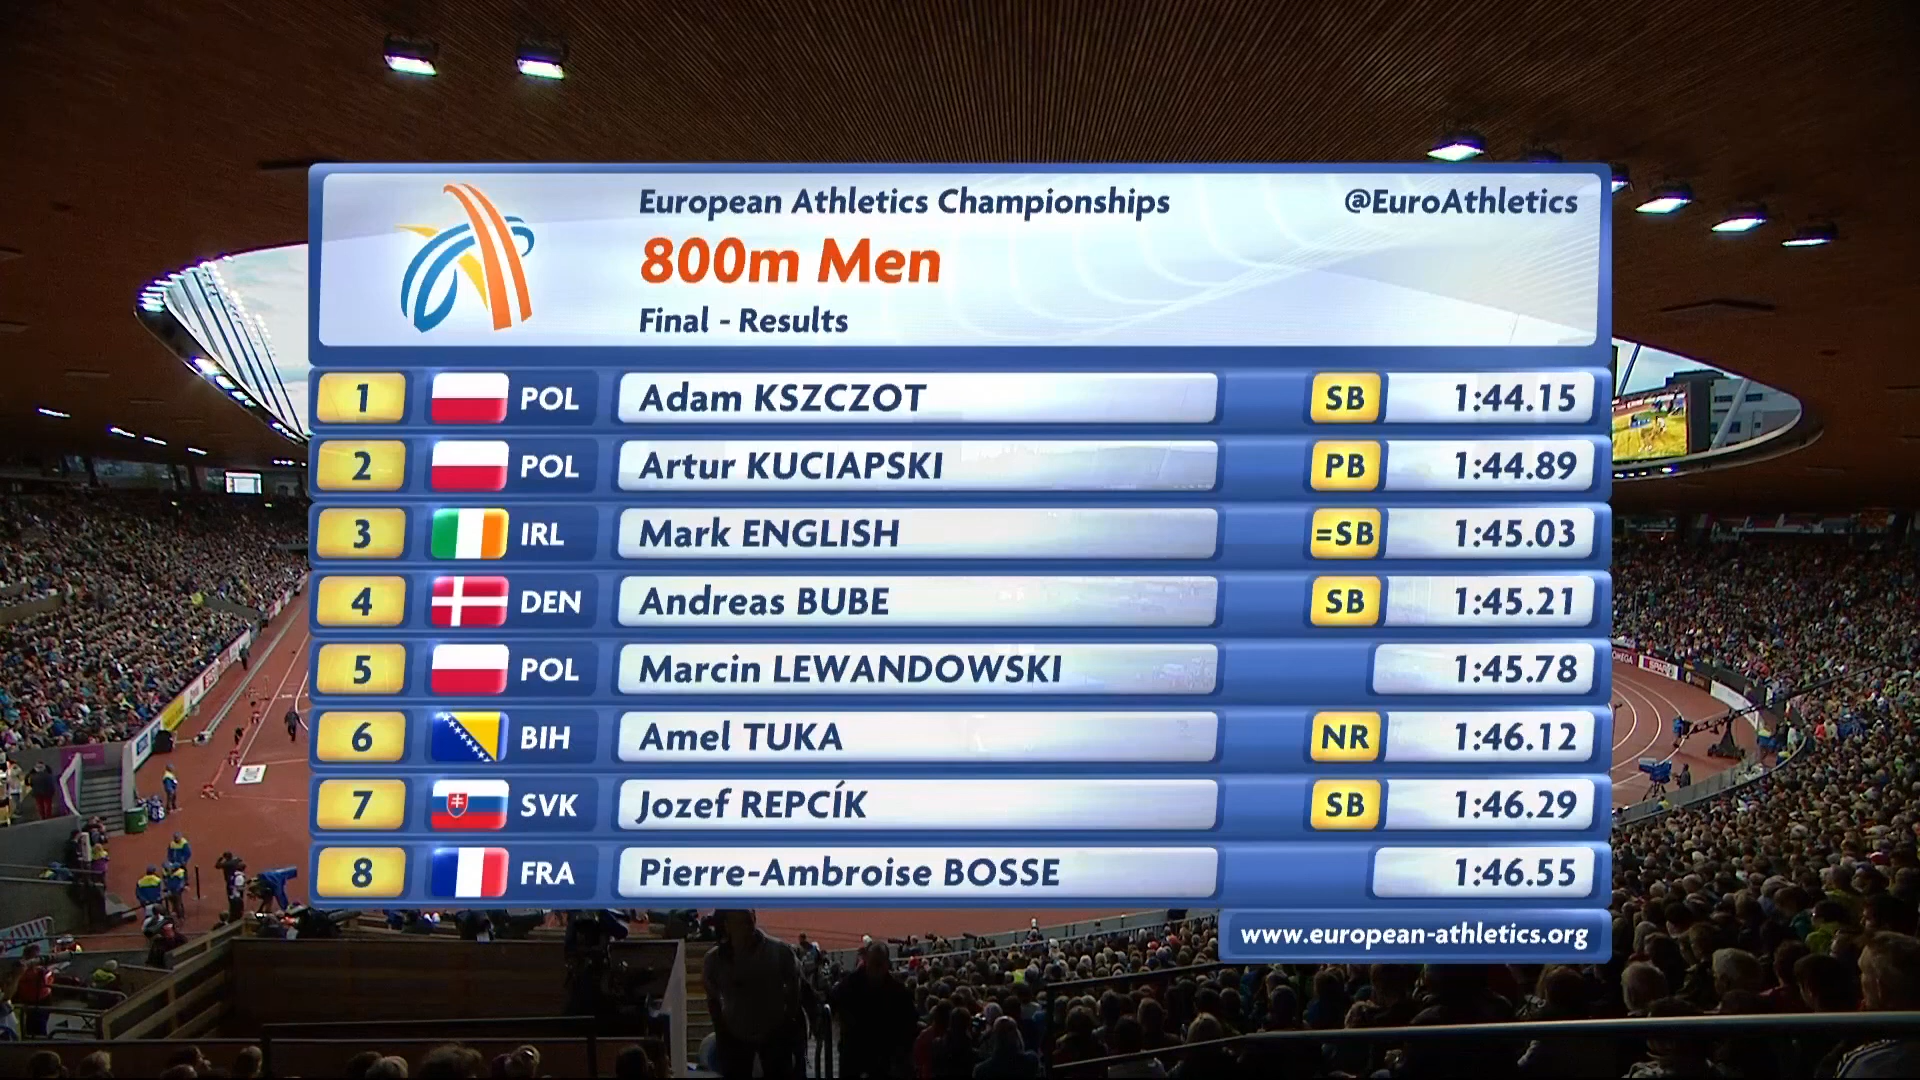 European Athletics Championships @EuroAthletics
800m Men
Final - Results
1 POL Adam KSZCZOT SB 1:44.15
2 POL Artur KUCIAPSKI PB 1:44.89
3 IRL Mark ENGLISH =SB 1:45.03
4 DEN Andreas BUBE SB 1:45.21
5 POL Marcin LEWANDOWSKI 1:45.78
6 BIH Amel TUKA NR 1:46.12
7 SVK Jozef REPCÍK SB 1:46.29
8 FRA Pierre-Ambroise BOSSE 1:46.55
www.european-athletics.org